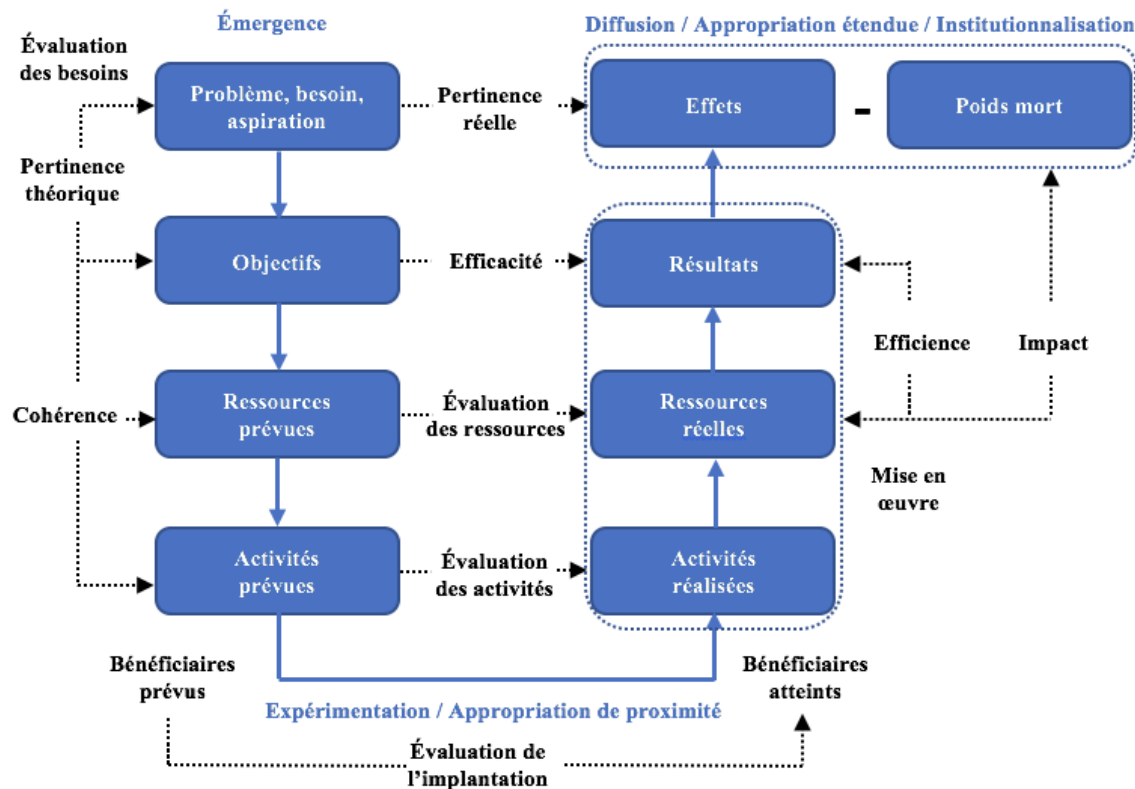 Émergence
Diffusion / Appropriation étendue / Institutionnalisation
Évaluation
des besoins
Problème, besoin,
aspiration
Pertinence
réelle
Effets
-
Poids mort
Pertinence
théorique
Objectifs
Efficacité
Résultats
Efficience
Impact
Cohérence
Ressources
prévues
Évaluation
des ressources
Ressources
réelles
Mise en
œuvre
Activités
prévues
Évaluation
des activités
Activités
réalisées
Bénéficiaires
prévus
Bénéficiaires
atteints
Expérimentation / Appropriation de proximité
Évaluation de
l'implantation